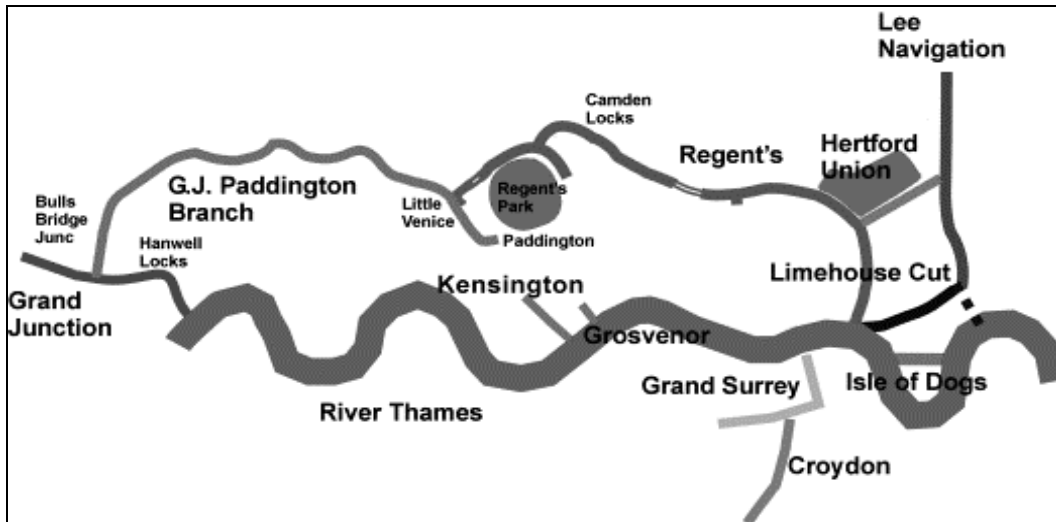 Lee
Navigation
Camden
Locks
Regent's
Hertford
Union
G.J. Paddington
Branch
Regent's
Park
Little
Venice
Bulls
Bridge
Junc
Hanwell
Locks
Paddington
Limehouse Cut
Kensington
Grand
Junction
Grosvenor
Grand Surrey
Isle of Dogs
River Thames
Croydon